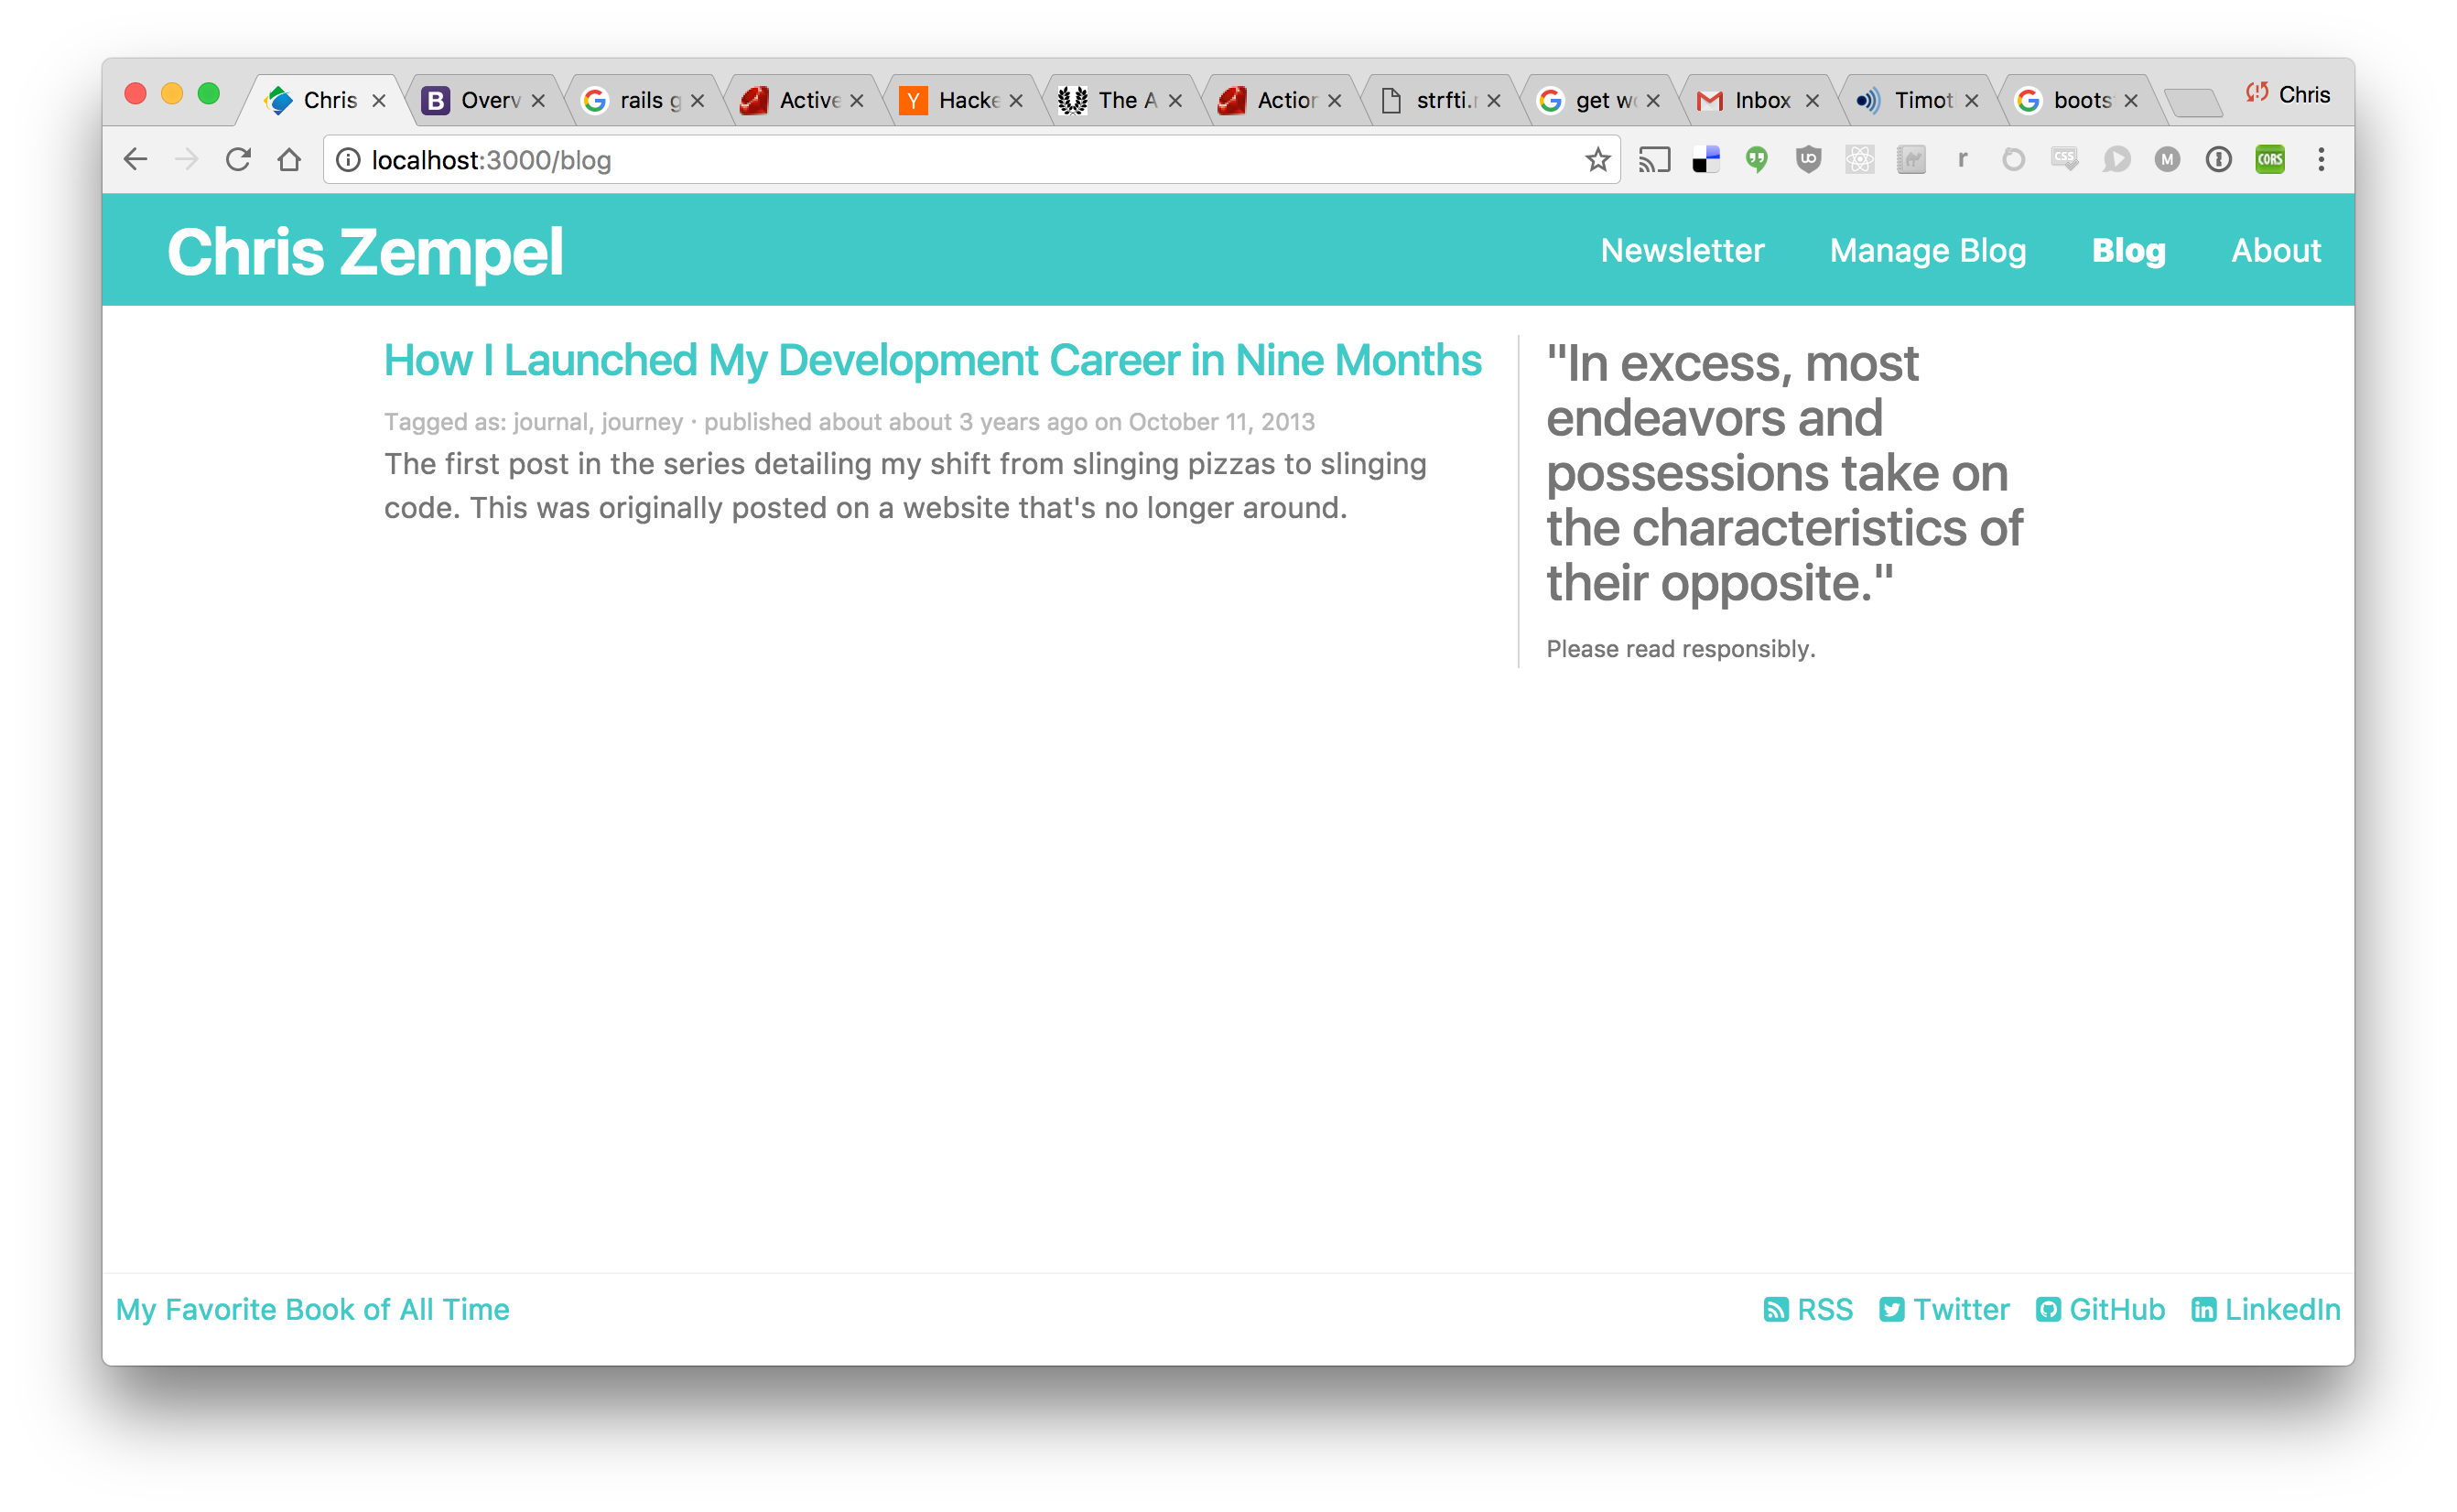 Chris Overv rails g Active Hacke The A Action strfti. get wo Inbox Timot boots Chris
localhost:3000/blog
Chris Zempel Newsletter Manage Blog Blog About
How I Launched My Development Career in Nine Months
Tagged as: journal, journey · published about about 3 years ago on October 11, 2013
The first post in the series detailing my shift from slinging pizzas to slinging
code. This was originally posted on a website that's no longer around.
"In excess, most
endeavors and
possessions take on
the characteristics of
their opposite."
Please read responsibly.
My Favorite Book of All Time RSS Twitter GitHub LinkedIn